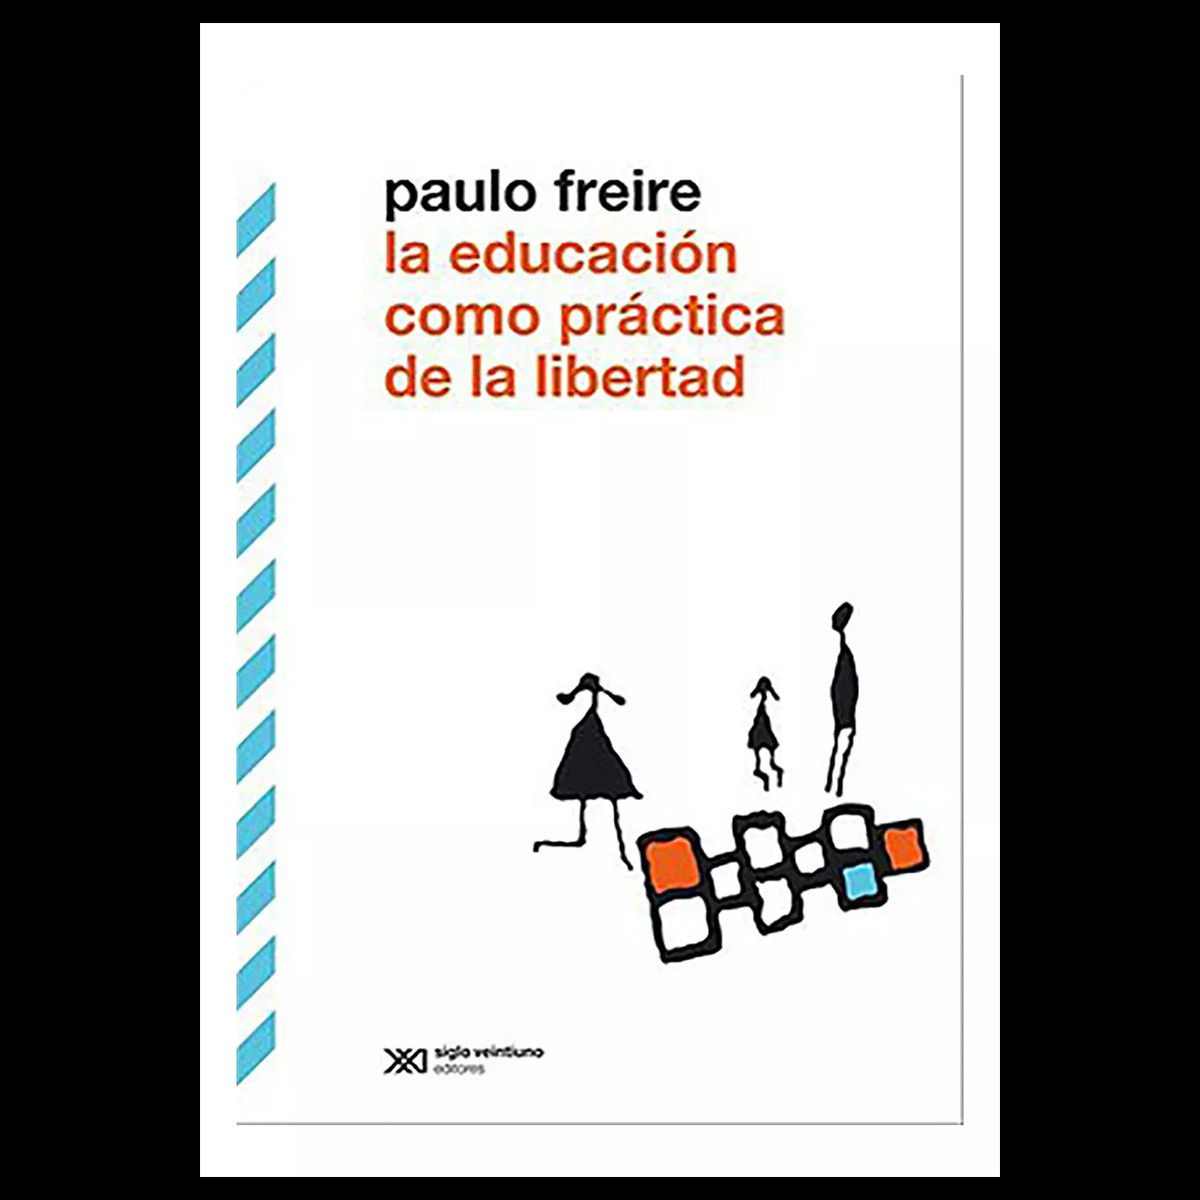 paulo freire
la educación
como práctica
de la libertad
siglo veintiuno
editores